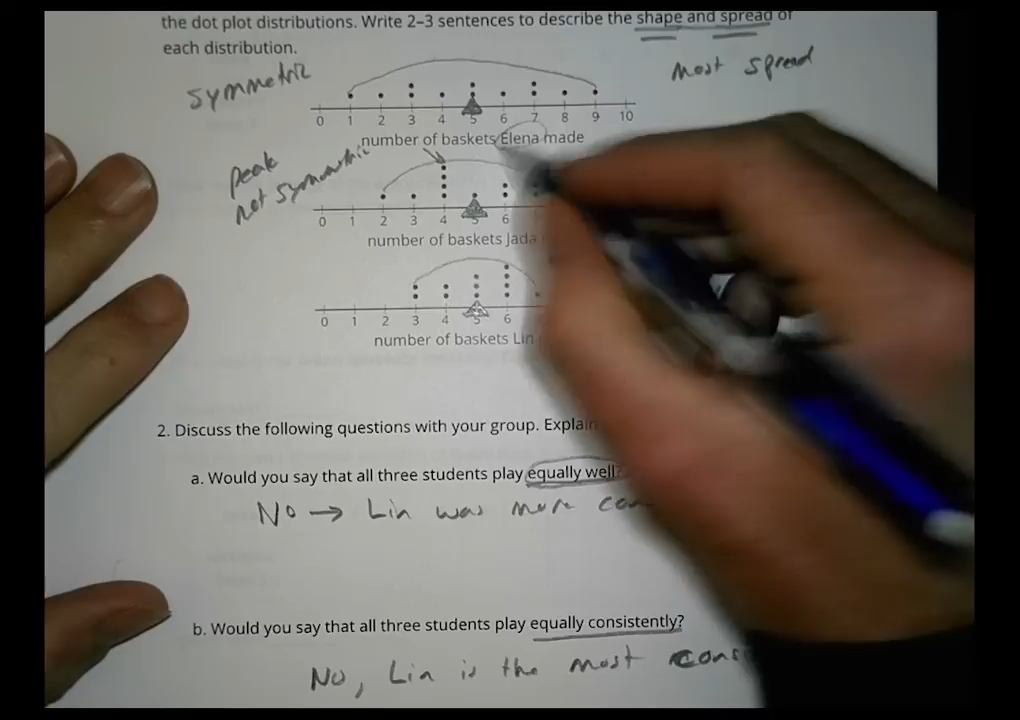 the dot plot distributions. Write 2–3 sentences to describe the shape and spread of
each distribution.
symmetric
most spread
0 1 2 3 4 5 6 7 8 9 10
number of baskets Elena made
peak
not symmetric
0 1 2 3 4 5 6
number of baskets Jada
0 1 2 3 4 5 6
number of baskets Lin
2. Discuss the following questions with your group. Explain
a. Would you say that all three students play equally well?
No → Lin was more con
b. Would you say that all three students play equally consistently?
No, Lin is the most cons